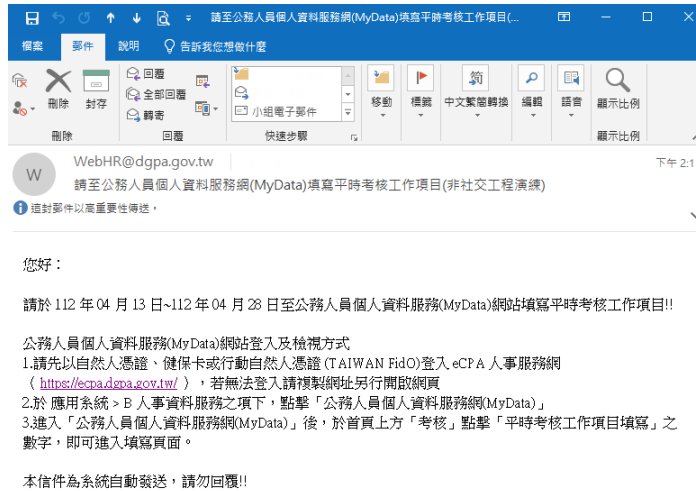 請至公務人員個人資料服務網(MyData)填寫平時考核工作項目(...
檔案 郵件 說明 告訴我您想做什麼
刪除 封存
回覆
全部回覆
轉寄
小組電子郵件
移動 標籤 中文繁簡轉換 編輯 語音 顯示比例
刪除 回覆 快速步驟 顯示比例
W
WebHR@dgpa.gov.tw 下午 2:1
請至公務人員個人資料服務網(MyData)填寫平時考核工作項目(非社交工程演練)
這封郵件以高重要性傳送。
您好：
請於 112 年 04 月 13 日~112 年 04 月 28 日至公務人員個人資料服務(MyData)網站填寫平時考核工作項目!!
公務人員個人資料服務(MyData)網站登入及檢視方式
1.請先以自然人憑證、健保卡或行動自然人憑證 (TAIWAN FidO)登入 eCPA 人事服務網
（ https://ecpa.dgpa.gov.tw/ ），若無法登入請複製網址另行開啟網頁
2.於 應用系統 > B 人事資料服務之項下，點擊「公務人員個人資料服務網(MyData)」
3.進入「公務人員個人資料服務網(MyData)」後，於首頁上方「考核」點擊「平時考核工作項目填寫」之
數字，即可進入填寫頁面。
本信件為系統自動發送，請勿回覆!!